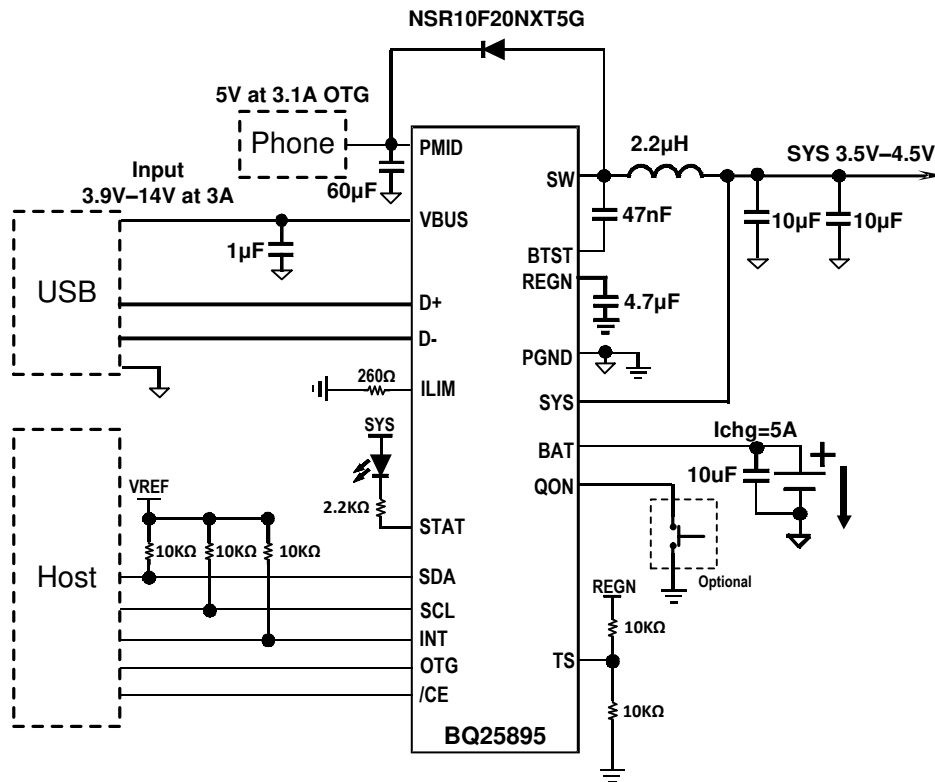 NSR10F20NXT5G
5V at 3.1A OTG
Phone
PMID
60µF
Input
3.9V–14V at 3A
VBUS
1µF
USB
D+
D-
260Ω
ILIM
SYS
2.2KΩ
STAT
VREF
10KΩ
10KΩ
10KΩ
Host
SDA
SCL
INT
OTG
/CE
BQ25895
2.2µH
SYS 3.5V–4.5V
SW
47nF
10µF
10µF
BTST
REGN
4.7µF
PGND
SYS
Ichg=5A
BAT
+
10uF
QON
Optional
REGN
10KΩ
TS
10KΩ